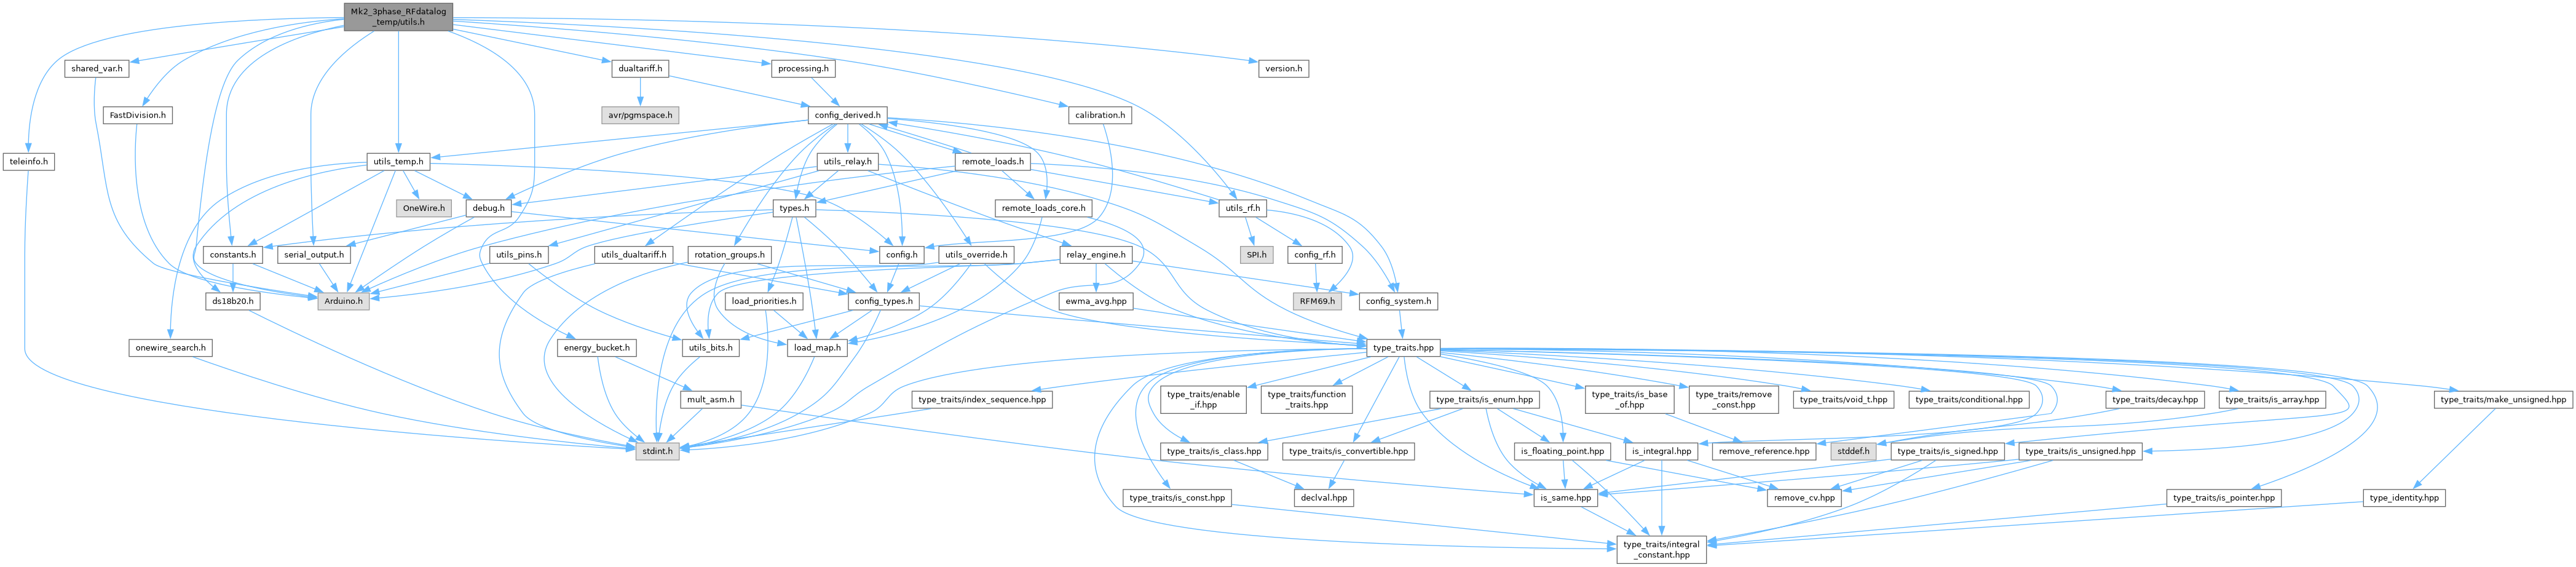 Mk2_3phase_RFdatalog
_temp/utils.h
shared_var.h
dualtariff.h
processing.h
version.h
FastDivision.h
avr/pgmspace.h
config_derived.h
calibration.h
teleinfo.h
utils_temp.h
utils_relay.h
remote_loads.h
OneWire.h
debug.h
types.h
remote_loads_core.h
utils_rf.h
constants.h
serial_output.h
utils_pins.h
utils_dualtariff.h
rotation_groups.h
config.h
utils_override.h
relay_engine.h
SPI.h
config_rf.h
ds18b20.h
Arduino.h
load_priorities.h
config_types.h
ewma_avg.hpp
RFM69.h
config_system.h
onewire_search.h
energy_bucket.h
utils_bits.h
load_map.h
type_traits.hpp
mult_asm.h
type_traits/index_sequence.hpp
type_traits/enable
_if.hpp
type_traits/function
_traits.hpp
type_traits/is_enum.hpp
type_traits/is_base
_of.hpp
type_traits/remove
_const.hpp
type_traits/void_t.hpp
type_traits/conditional.hpp
type_traits/decay.hpp
type_traits/is_array.hpp
type_traits/make_unsigned.hpp
stdint.h
type_traits/is_class.hpp
type_traits/is_convertible.hpp
is_floating_point.hpp
is_integral.hpp
remove_reference.hpp
stddef.h
type_traits/is_signed.hpp
type_traits/is_unsigned.hpp
type_traits/is_const.hpp
declval.hpp
is_same.hpp
remove_cv.hpp
type_traits/is_pointer.hpp
type_identity.hpp
type_traits/integral
_constant.hpp